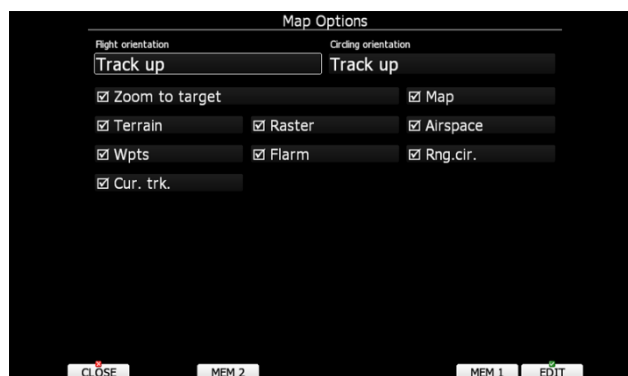 Map Options
Flight orientation Circling orientation
Track up Track up
Zoom to target Map
Terrain Raster Airspace
Wpts Flarm Rng.cir.
Cur. trk.
CLOSE MEM 2 MEM 1 EDIT